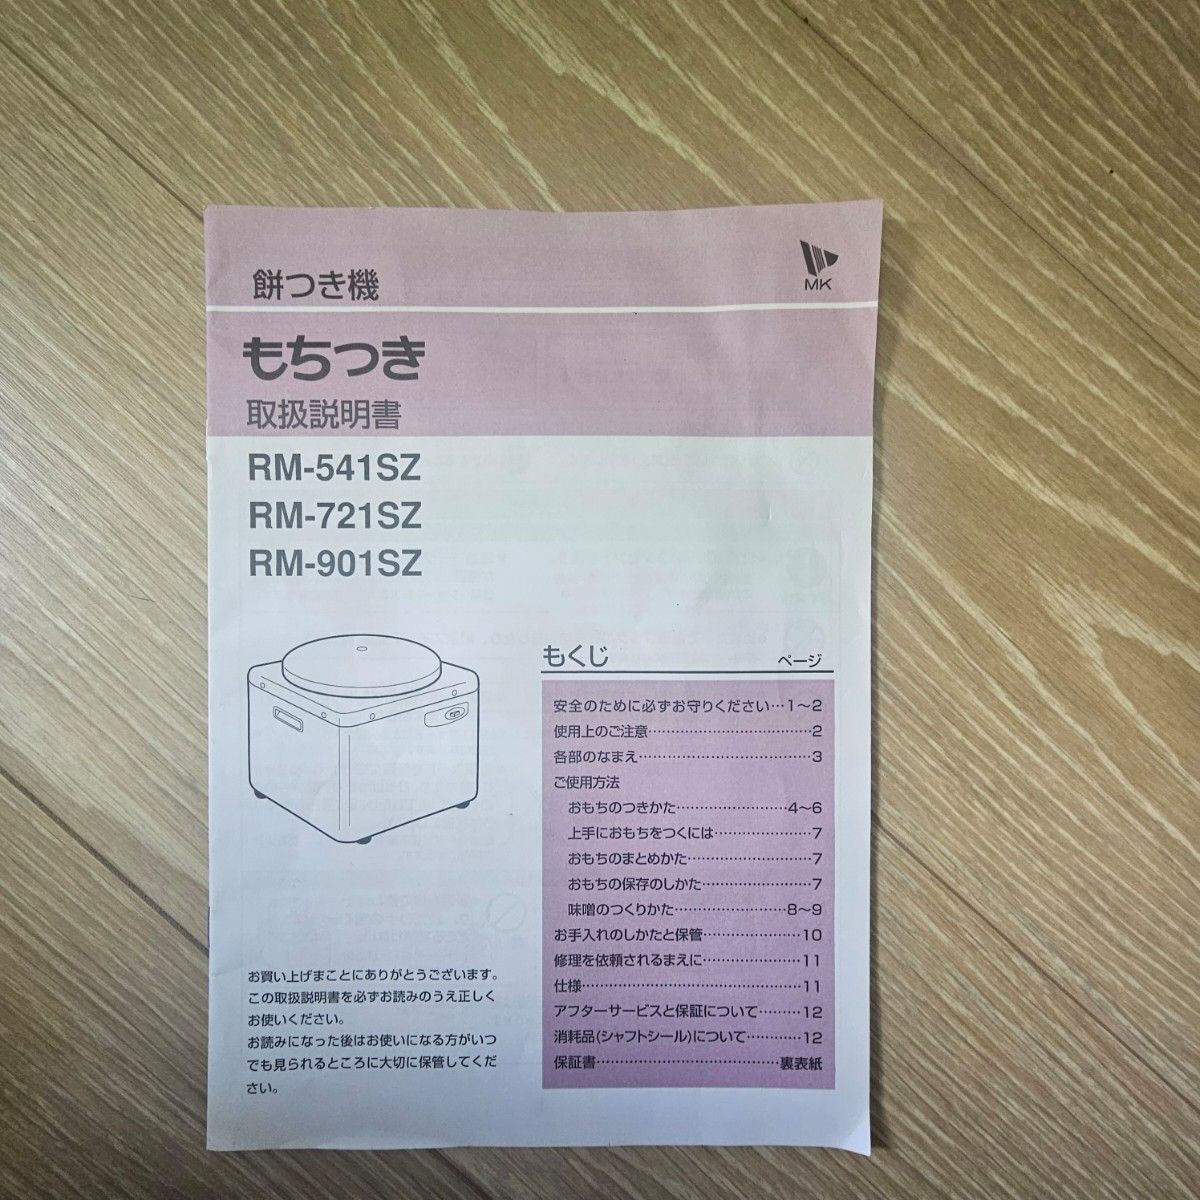 餅つき機
MK
もちつき
取扱説明書
RM-541SZ
RM-721SZ
RM-901SZ
もくじ ページ
安全のために必ずお守りください…1～2
使用上のご注意……………………………2
各部のなまえ………………………………3
ご使用方法
おもちのつきかた……………………4～6
上手におもちをつくには…………………7
おもちのまとめかた………………………7
おもちの保存のしかた……………………7
味噌のつくりかた……………………8～9
お手入れのしかたと保管…………………10
修理を依頼されるまえに…………………11
仕様…………………………………………11
アフターサービスと保証について………12
消耗品(シャフトシール)について…………12
保証書…………………………………裏表紙
お買い上げまことにありがとうございます。
この取扱説明書を必ずお読みのうえ正しく
お使いください。
お読みになった後はお使いになる方がいつ
でも見られるところに大切に保管してくだ
さい。